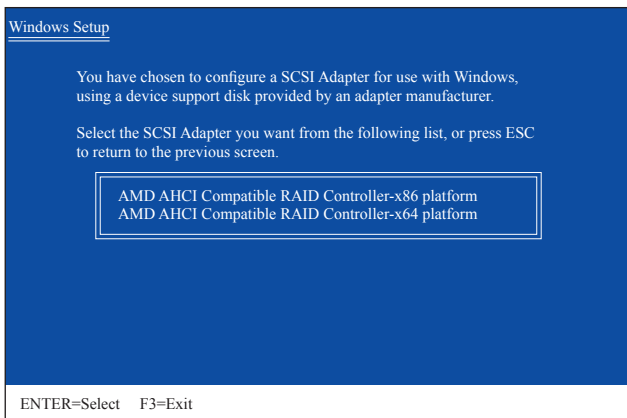 Windows Setup
You have chosen to configure a SCSI Adapter for use with Windows,
using a device support disk provided by an adapter manufacturer.
Select the SCSI Adapter you want from the following list, or press ESC
to return to the previous screen.
AMD AHCI Compatible RAID Controller-x86 platform
AMD AHCI Compatible RAID Controller-x64 platform
ENTER=Select F3=Exit